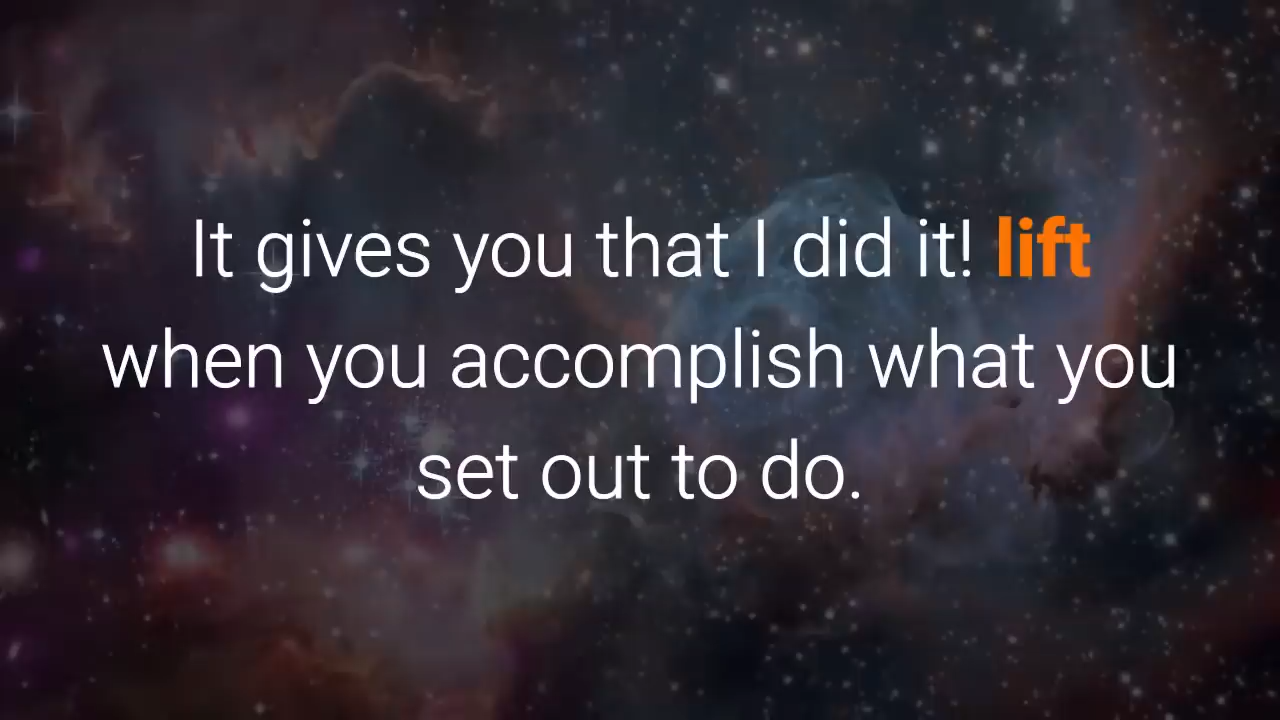 It gives you that I did it! lift
when you accomplish what you
set out to do.